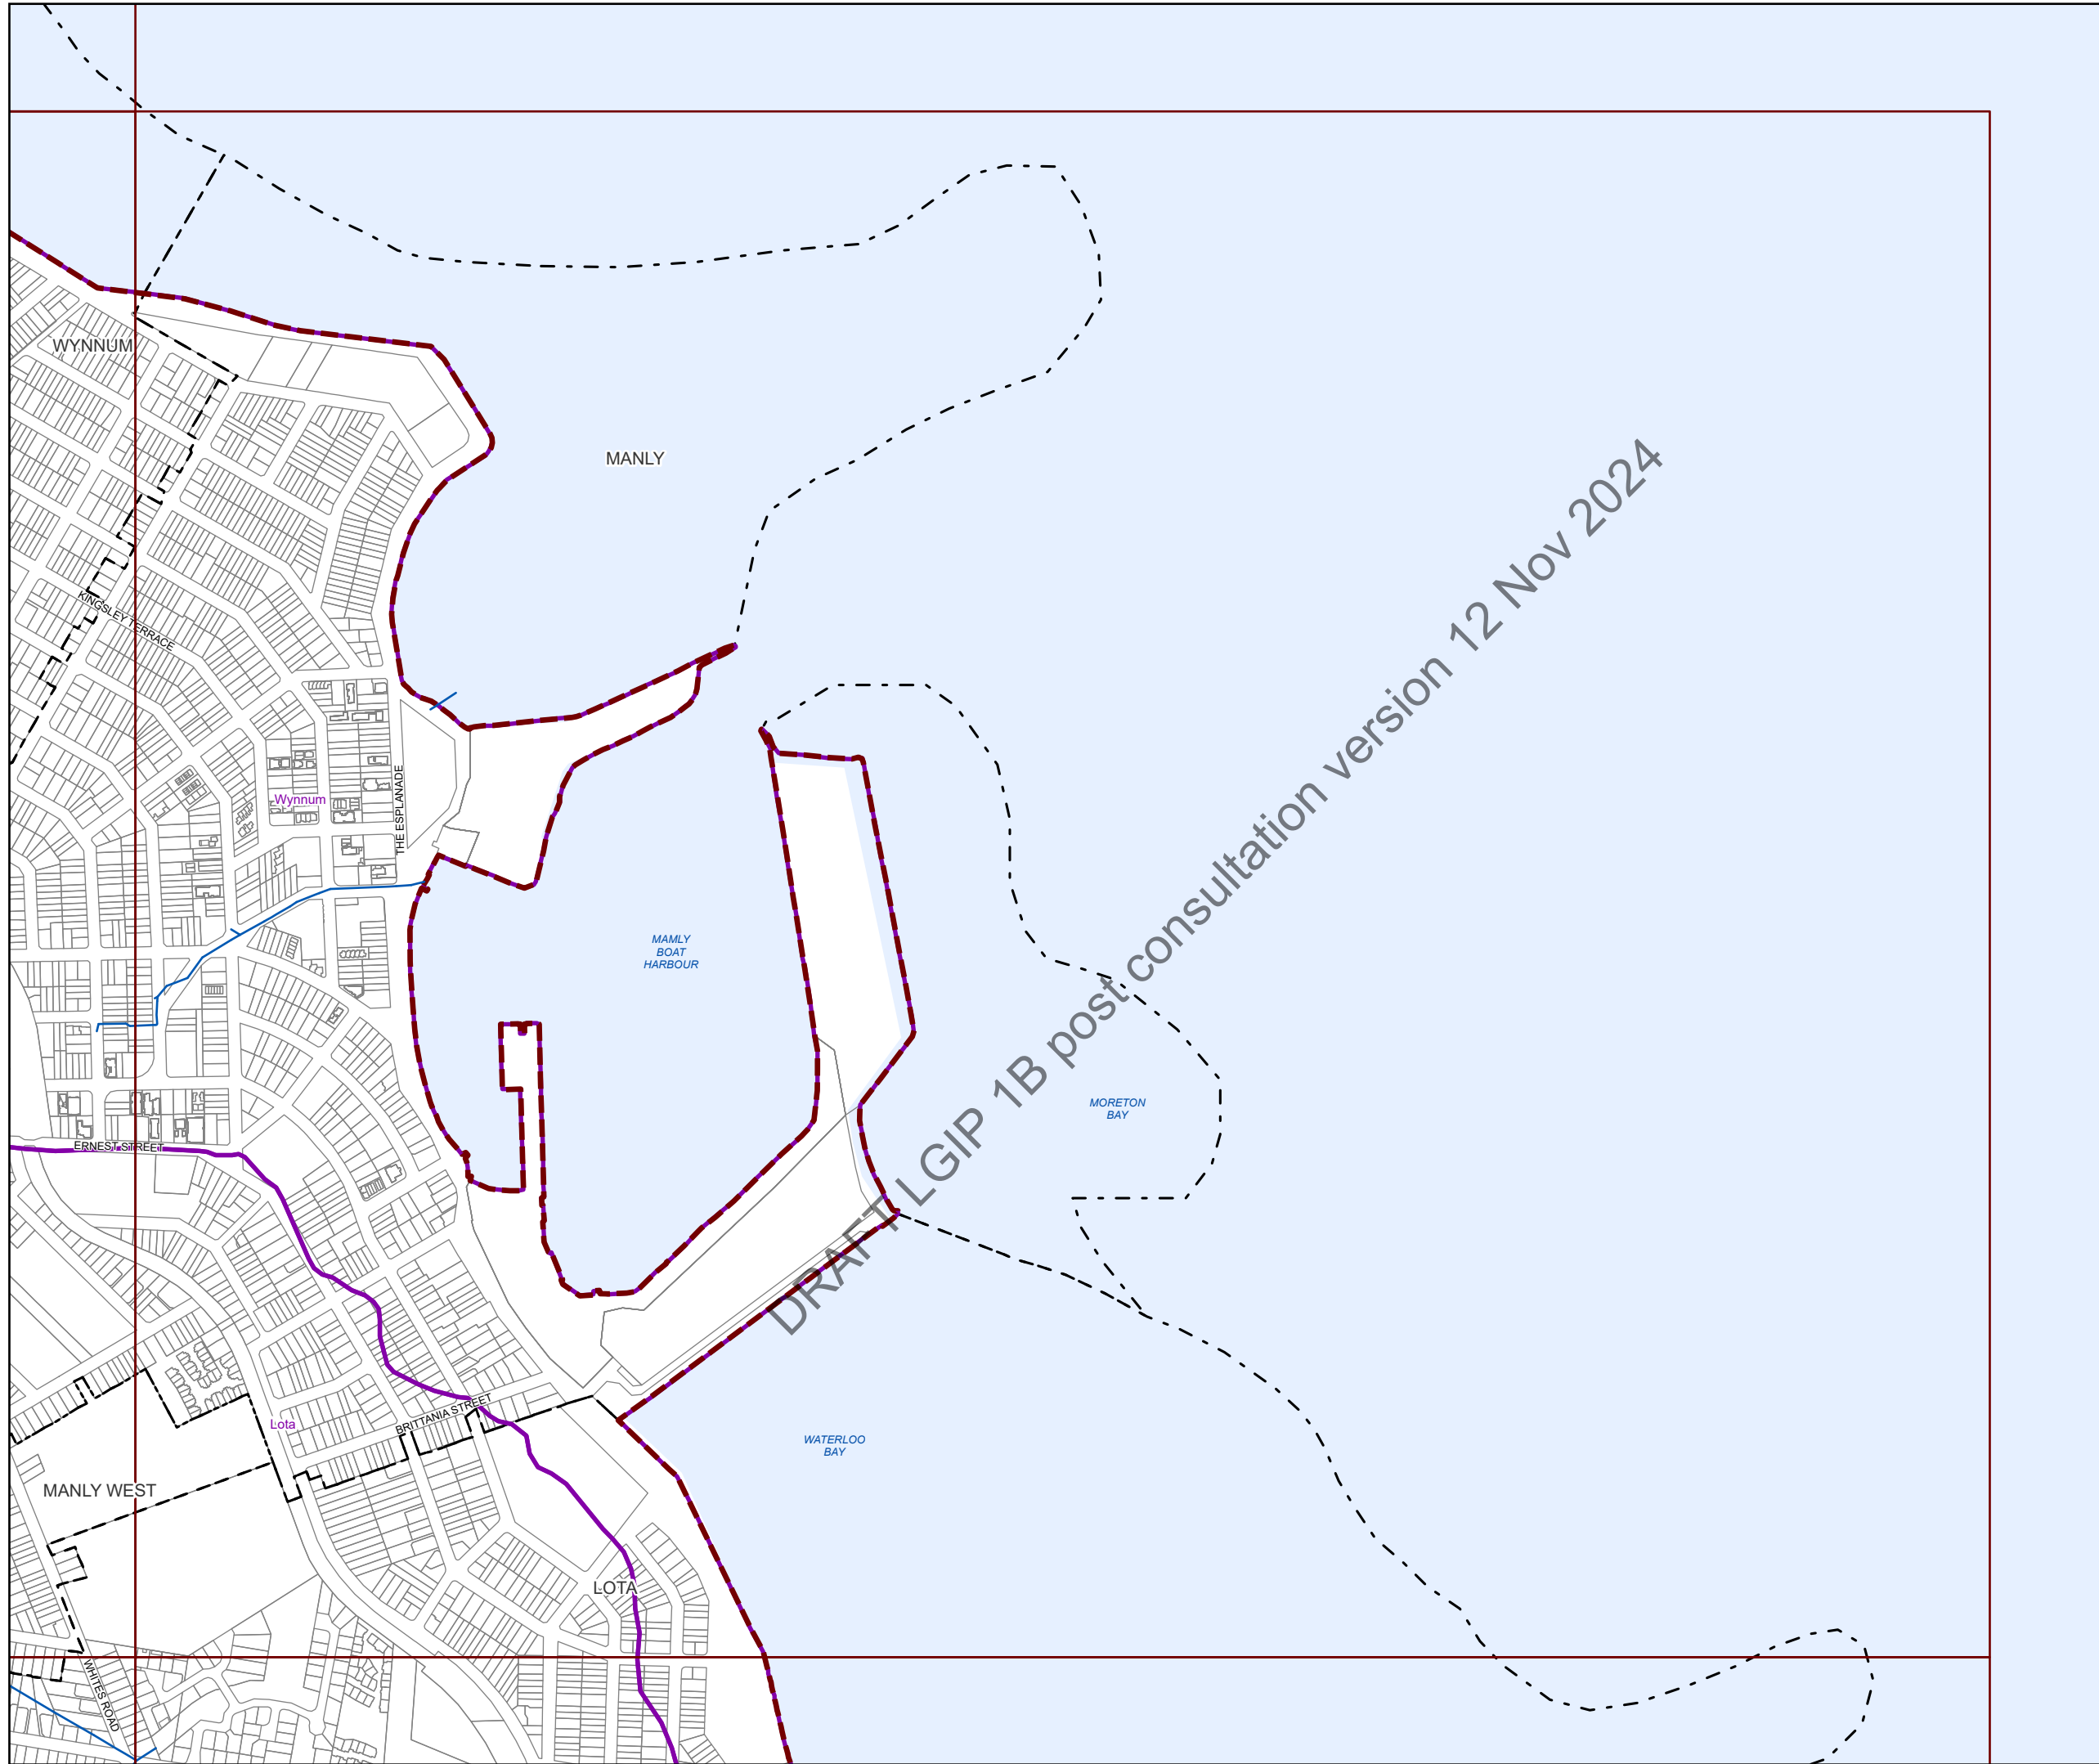 WYNNUM
MANLY
KINGSLEY TERRACE
THE ESPLANADE
Wynnum
MAMLY
BOAT
HARBOUR
DRAFT LGIP 1B post consultation version 12 Nov 2024
MORETON
BAY
ERNEST STREET
BRITTANIA STREET
Lota
WATERLOO
BAY
MANLY WEST
LOTA
WHITES ROAD